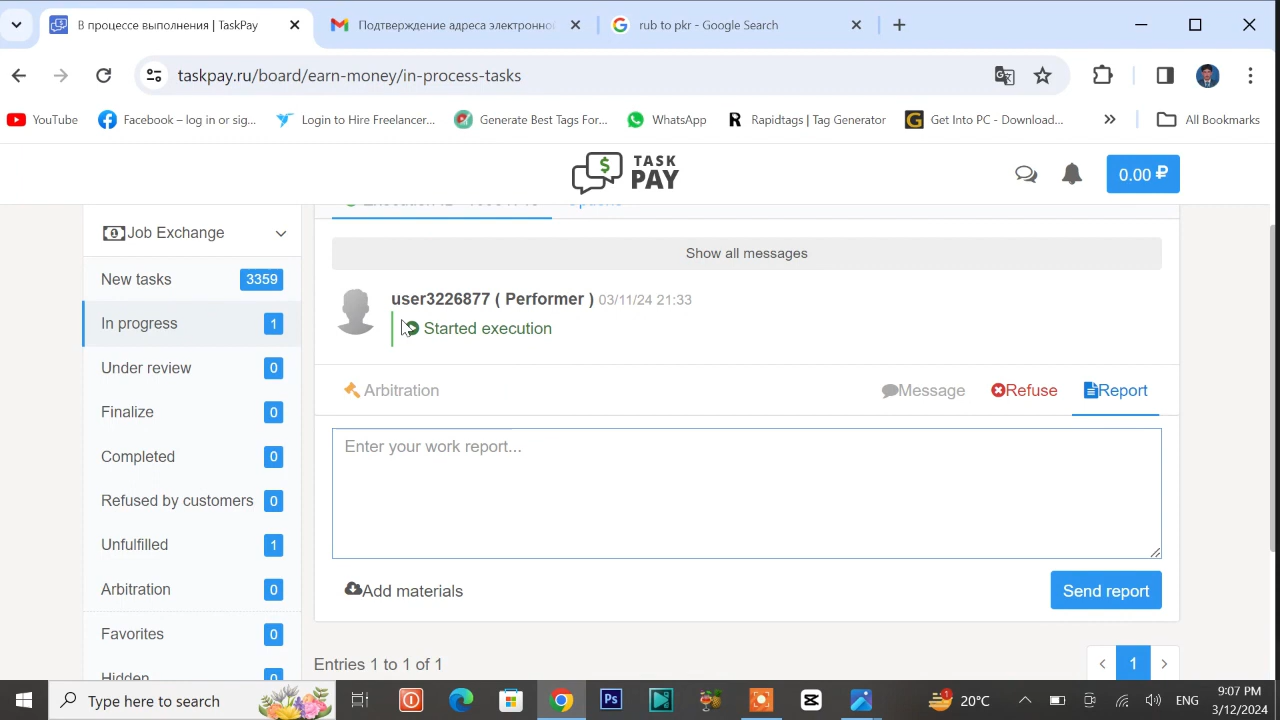 В процессе выполнения | TaskPay
Подтверждение адреса электронно
rub to pkr - Google Search
taskpay.ru/board/earn-money/in-process-tasks
YouTube
Facebook – log in or sig...
Login to Hire Freelancer...
Generate Best Tags For...
WhatsApp
Rapidtags | Tag Generator
Get Into PC - Download...
All Bookmarks
TASK
PAY
0.00 ₽
Job Exchange
New tasks 3359
In progress 1
Under review 0
Finalize 0
Completed 0
Refused by customers 0
Unfulfilled 1
Arbitration 0
Favorites 0
Hidden
Show all messages
user3226877 ( Performer ) 03/11/24 21:33
Started execution
Arbitration
Message
Refuse
Report
Enter your work report...
Add materials
Send report
Entries 1 to 1 of 1
1
Type here to search
20°C
ENG
9:07 PM
3/12/2024